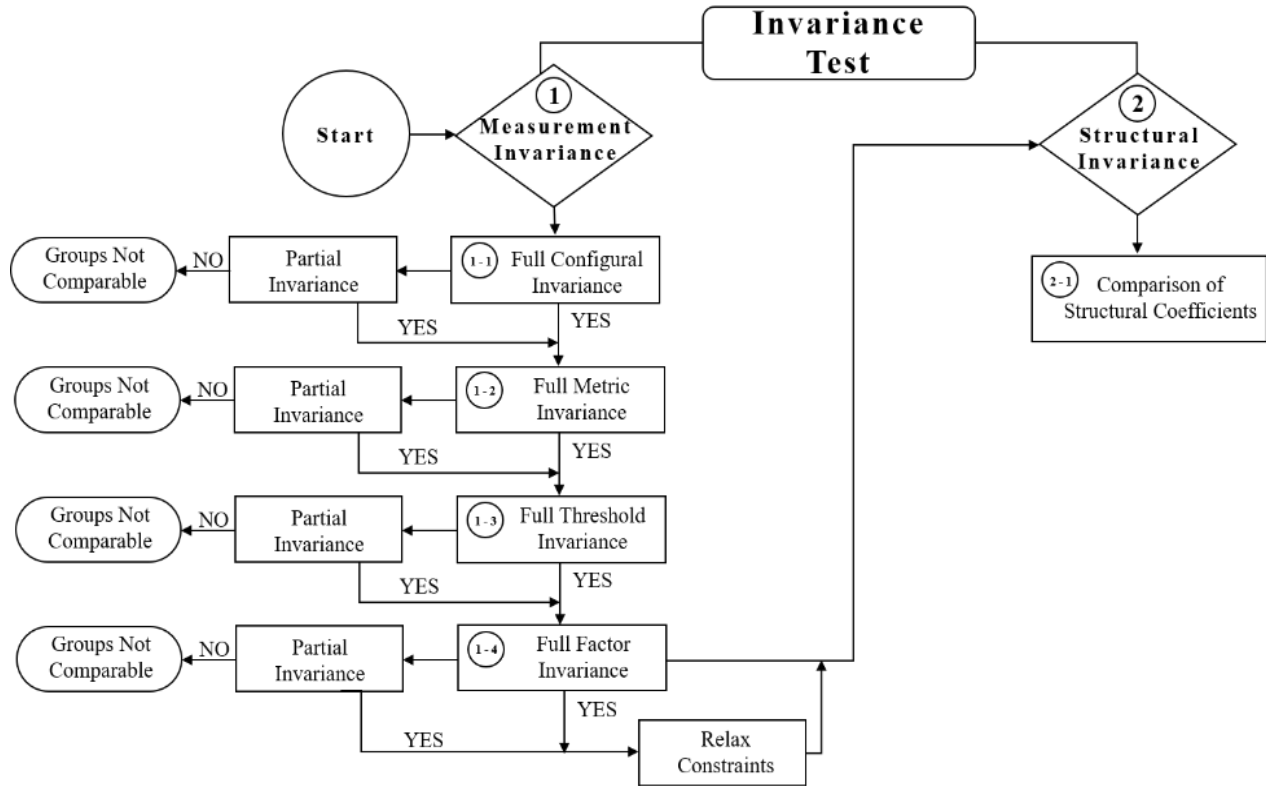 Invariance
Test
1
Measurement
Invariance
Start
2
Structural
Invariance
Groups Not
Comparable
NO
Partial
Invariance
1-1
Full Configural
Invariance
YES
YES
2-1
Comparison of
Structural Coefficients
Groups Not
Comparable
NO
Partial
Invariance
1-2
Full Metric
Invariance
YES
YES
Groups Not
Comparable
NO
Partial
Invariance
1-3
Full Threshold
Invariance
YES
YES
Groups Not
Comparable
NO
Partial
Invariance
1-4
Full Factor
Invariance
YES
YES
Relax
Constraints